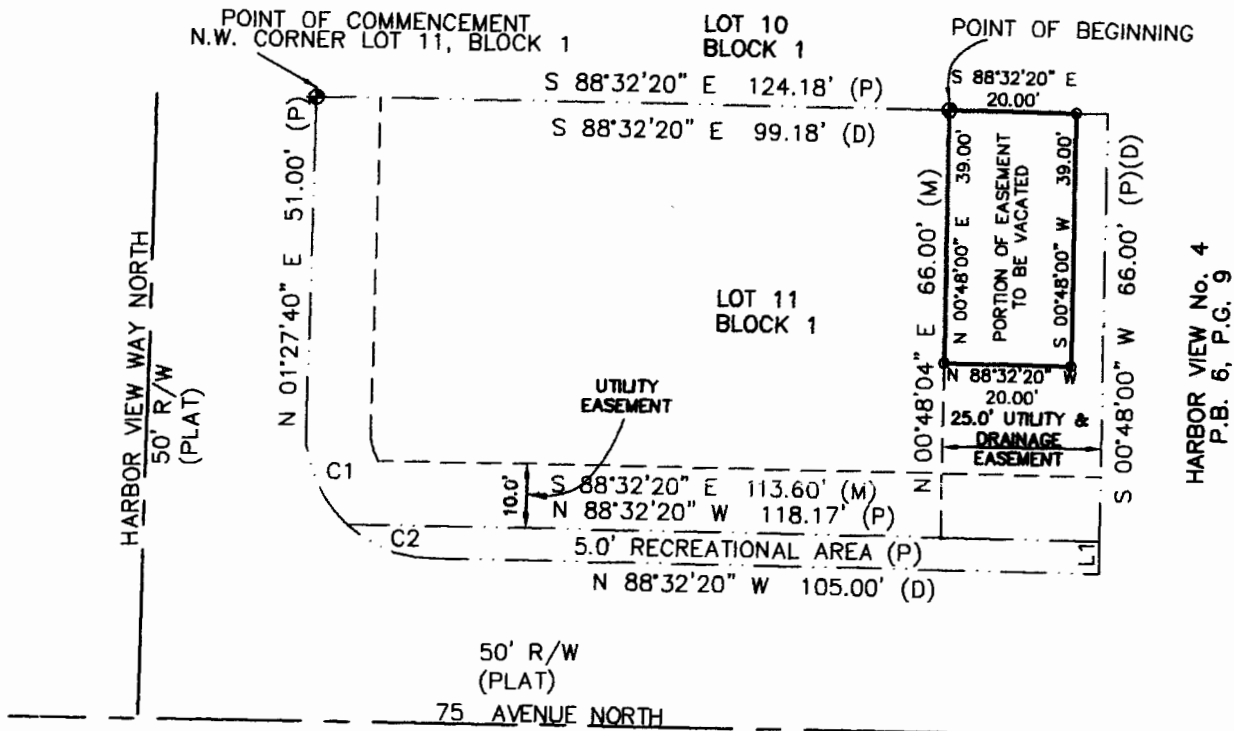 POINT OF COMMENCEMENT
N.W. CORNER LOT 11, BLOCK 1
LOT 10
BLOCK 1
POINT OF BEGINNING
S 88°32'20" E 124.18' (P)
S 88°32'20" E
20.00'
S 88°32'20" E 99.18' (D)
N 01°27'40" E 51.00' (P)
HARBOR VIEW WAY NORTH
50' R/W
(PLAT)
LOT 11
BLOCK 1
N 00°48'04" E 66.00' (M)
N 00°48'00" E 39.00'
PORTION OF EASEMENT
TO BE VACATED
S 00°48'00" W 39.00'
S 00°48'00" W 66.00' (P)(D)
HARBOR VIEW No. 4
P.B. 6, P.G. 9
N 88°32'20" W
20.00'
25.0' UTILITY &
DRAINAGE
EASEMENT
UTILITY
EASEMENT
C1
10.0'
S 88°32'20" E 113.60' (M)
N 88°32'20" W 118.17' (P)
C2
5.0' RECREATIONAL AREA (P)
L1
N 88°32'20" W 105.00' (D)
50' R/W
(PLAT)
75 AVENUE NORTH